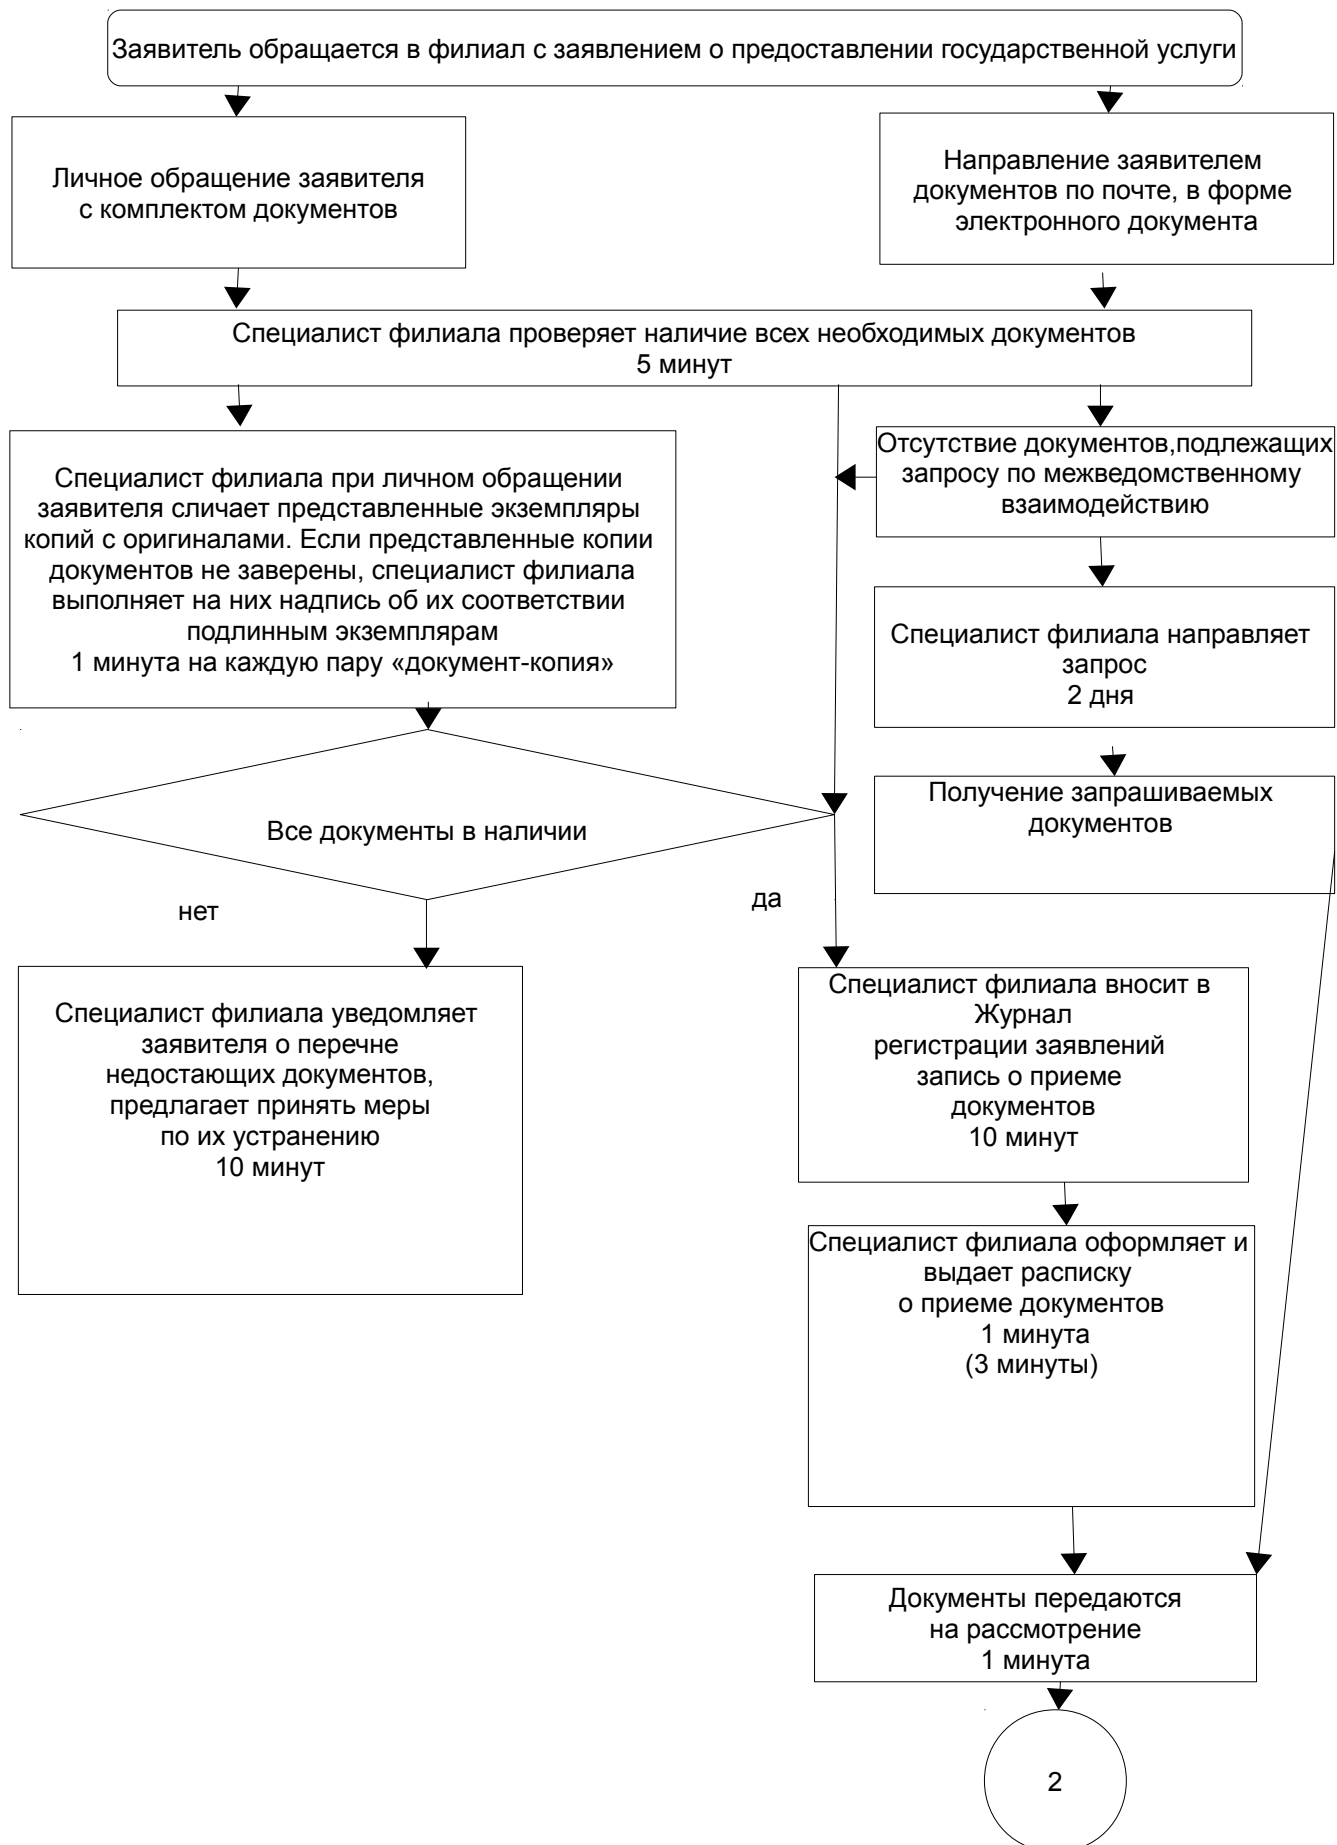 Заявитель обращается в филиал с заявлением о предоставлении государственной услуги
Личное обращение заявителя
с комплектом документов
Направление заявителем
документов по почте, в форме
электронного документа
Специалист филиала проверяет наличие всех необходимых документов
5 минут
Специалист филиала при личном обращении
заявителя сличает представленные экземпляры
копий с оригиналами. Если представленные копии
документов не заверены, специалист филиала
выполняет на них надпись об их соответствии
подлинным экземплярам
1 минута на каждую пару «документ-копия»
Отсутствие документов,подлежащих
запросу по межведомственному
взаимодействию
Специалист филиала направляет
запрос
2 дня
Получение запрашиваемых
документов
Все документы в наличии
нет
да
Специалист филиала уведомляет
заявителя о перечне
недостающих документов,
предлагает принять меры
по их устранению
10 минут
Специалист филиала вносит в
Журнал
регистрации заявлений
запись о приеме
документов
10 минут
Специалист филиала оформляет и
выдает расписку
о приеме документов
1 минута
(3 минуты)
Документы передаются
на рассмотрение
1 минута
2